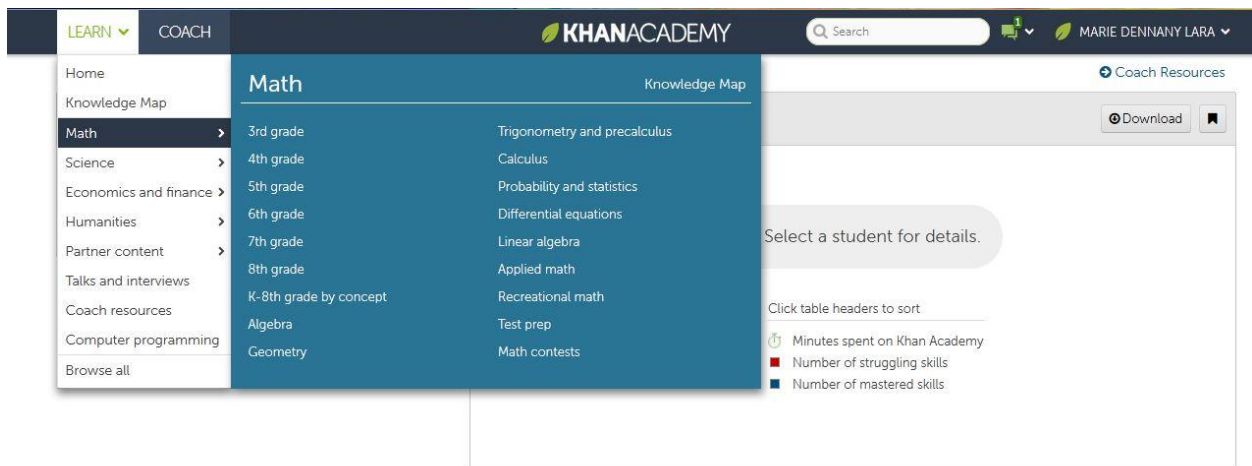 LEARN COACH KHANACADEMY Search 1 MARIE DENNANY LARA
Coach Resources
Download
Home
Knowledge Map
Math
Science
Economics and finance
Humanities
Partner content
Talks and interviews
Coach resources
Computer programming
Browse all
Math Knowledge Map
3rd grade
4th grade
5th grade
6th grade
7th grade
8th grade
K-8th grade by concept
Algebra
Geometry
Trigonometry and precalculus
Calculus
Probability and statistics
Differential equations
Linear algebra
Applied math
Recreational math
Test prep
Math contests
Select a student for details.
Click table headers to sort
Minutes spent on Khan Academy
Number of struggling skills
Number of mastered skills